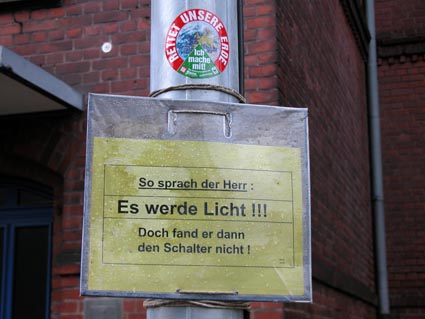 RETTET UNSERE ERDE
Ich
mache
mit!
So sprach der Herr :
Es werde Licht !!!
Doch fand er dann
den Schalter nicht !